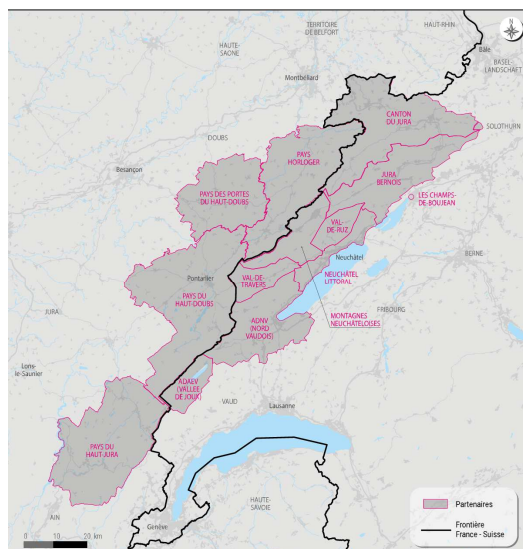 HAUT-RHIN
TERRITOIRE
DE BELFORT
HAUTE-
SAONE
Bâle
BASEL-
LANDSCHAFT
Montbéliard
CANTON
DU JURA
SOLOTHURN
DOUBS
PAYS
HORLOGER
Besançon
JURA
BERNOIS
PAYS DES PORTES
DU HAUT-DOUBS
LES CHAMPS-
DE-BOUJEAN
VAL-
DE-RUZ
BERNE
Neuchâtel
Pontarlier
VAL-DE-
TRAVERS
NEUCHÂTEL
LITTORAL
PAYS DU
HAUT-DOUBS
FRIBOURG
JURA
MONTAGNES
NEUCHÂTELOISES
ADNV
(NORD
VAUDOIS)
Lons-
le-Saunier
ADAEV
(VALLEE
DE JOUX)
VAUD
Lausanne
PAYS DU
HAUT-JURA
AIN
Genève
HAUTE-
SAVOIE
Partenaires
Frontière
France - Suisse
0 10 20 km